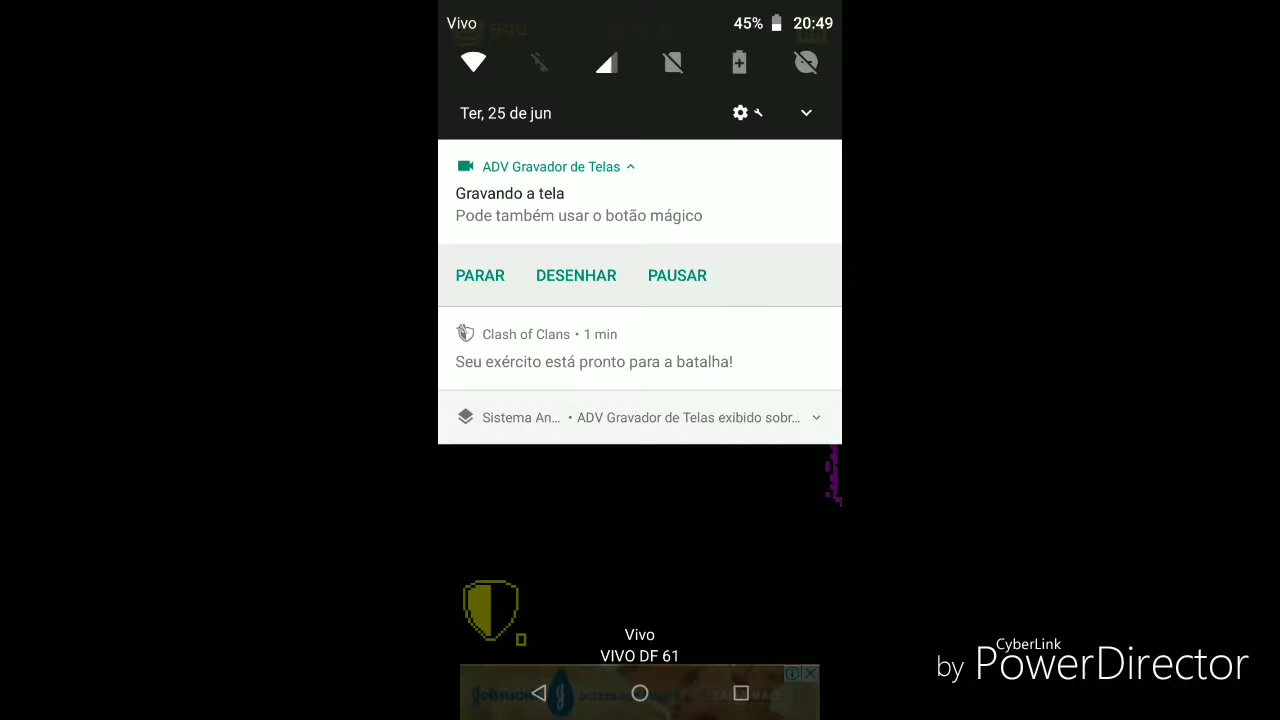 Vivo
45% 20:49
Ter, 25 de jun
ADV Gravador de Telas
Gravando a tela
Pode também usar o botão mágico
PARAR DESENHAR PAUSAR
Clash of Clans • 1 min
Seu exército está pronto para a batalha!
Sistema An... • ADV Gravador de Telas exibido sobr...
Vivo
VIVO DF 61
Johnson
CyberLink
by PowerDirector